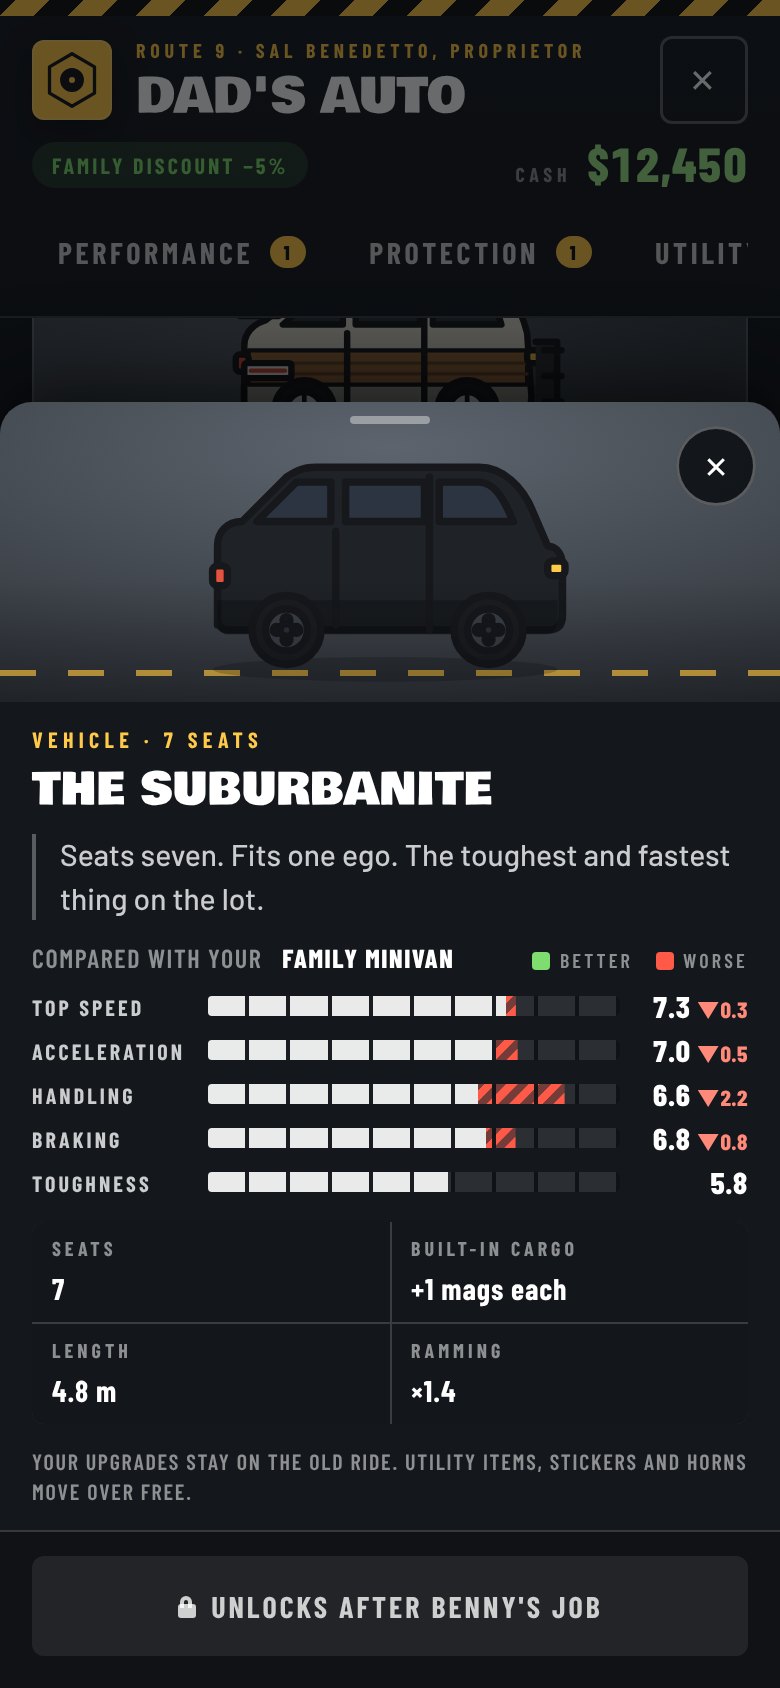 ROUTE 9 · SAL BENEDETTO, PROPRIETOR
DAD'S AUTO
×
FAMILY DISCOUNT −5%
CASH $12,450
PERFORMANCE 1 PROTECTION 1 UTILIT
×
VEHICLE · 7 SEATS
THE SUBURBANITE
Seats seven. Fits one ego. The toughest and fastest
thing on the lot.
COMPARED WITH YOUR FAMILY MINIVAN BETTER WORSE
TOP SPEED 7.3 ▼0.3
ACCELERATION 7.0 ▼0.5
HANDLING 6.6 ▼2.2
BRAKING 6.8 ▼0.8
TOUGHNESS 5.8
SEATS BUILT-IN CARGO
7 +1 mags each
LENGTH RAMMING
4.8 m ×1.4
YOUR UPGRADES STAY ON THE OLD RIDE. UTILITY ITEMS, STICKERS AND HORNS
MOVE OVER FREE.
UNLOCKS AFTER BENNY'S JOB